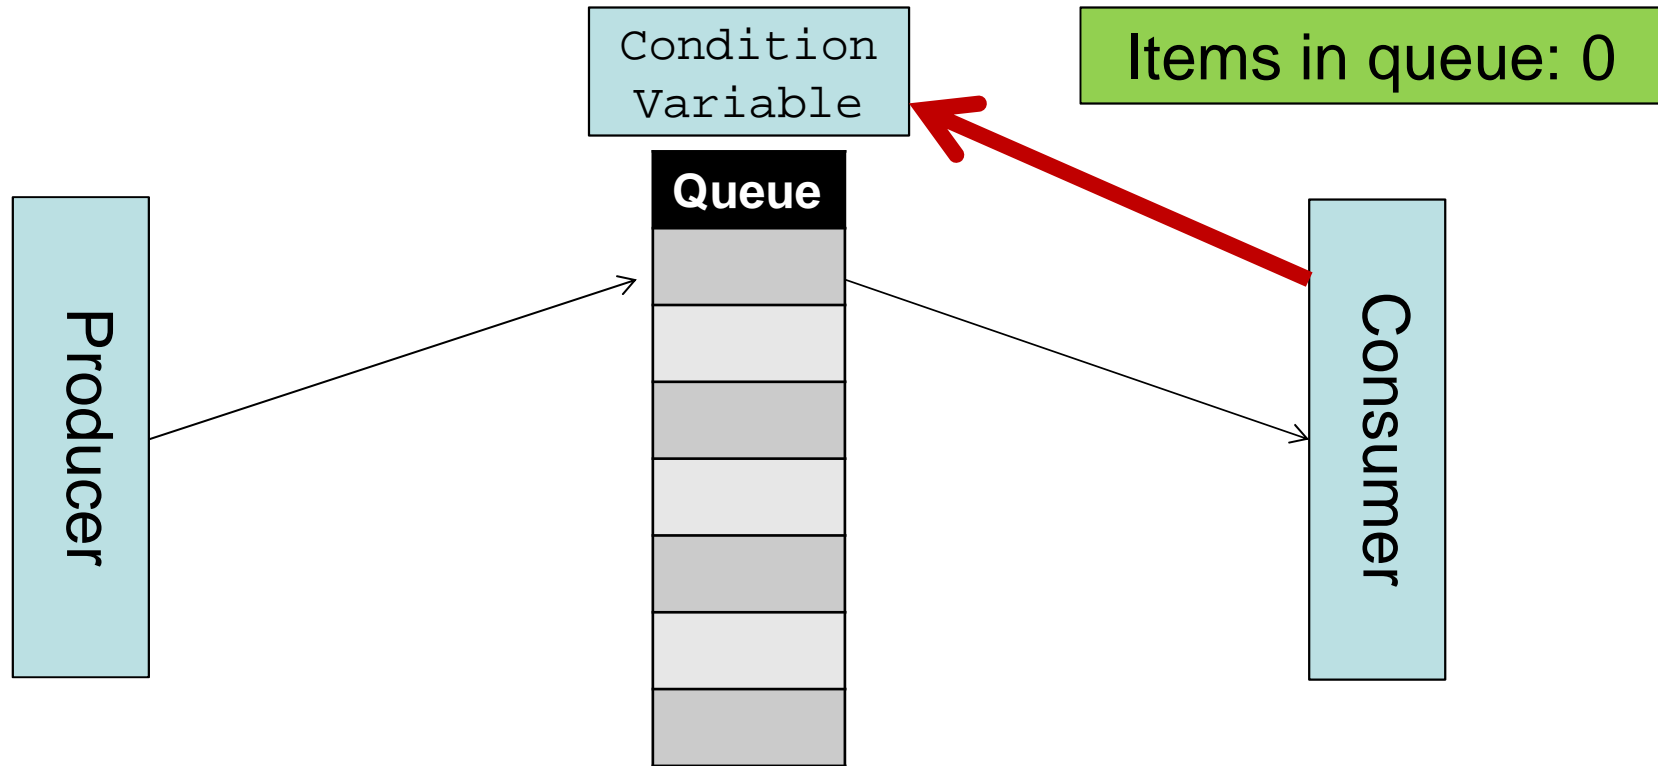 Condition
Variable
Items in queue: 0
Queue
Producer
Consumer